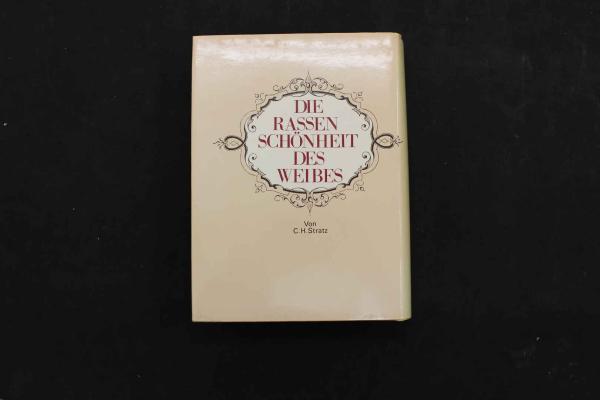 DIE
RASSEN
SCHÖNHEIT
DES
WEIBES
Von
C.H.Stratz